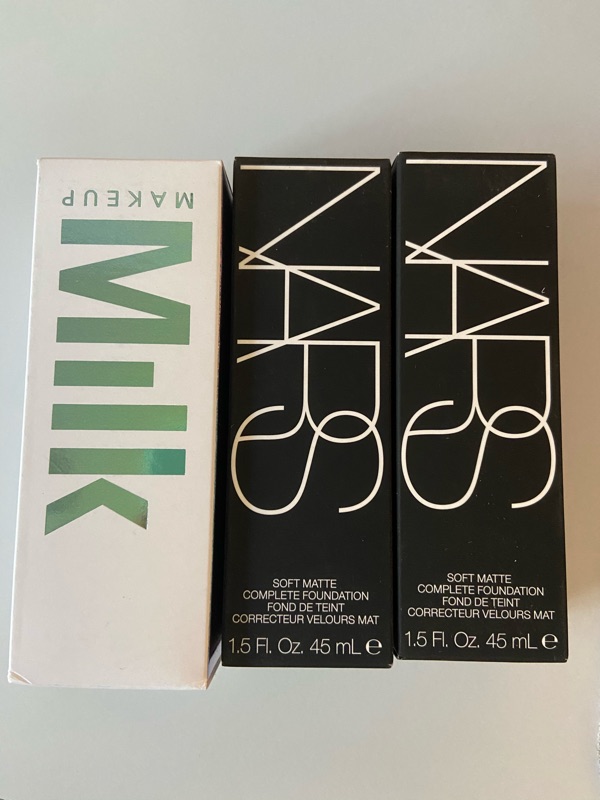 MAKEUP
Milk
NARS
SOFT MATTE
COMPLETE FOUNDATION
FOND DE TEINT
CORRECTEUR VELOURS MAT
1.5 Fl. Oz. 45 mL e
NARS
SOFT MATTE
COMPLETE FOUNDATION
FOND DE TEINT
CORRECTEUR VELOURS MAT
1.5 Fl. Oz. 45 mL e